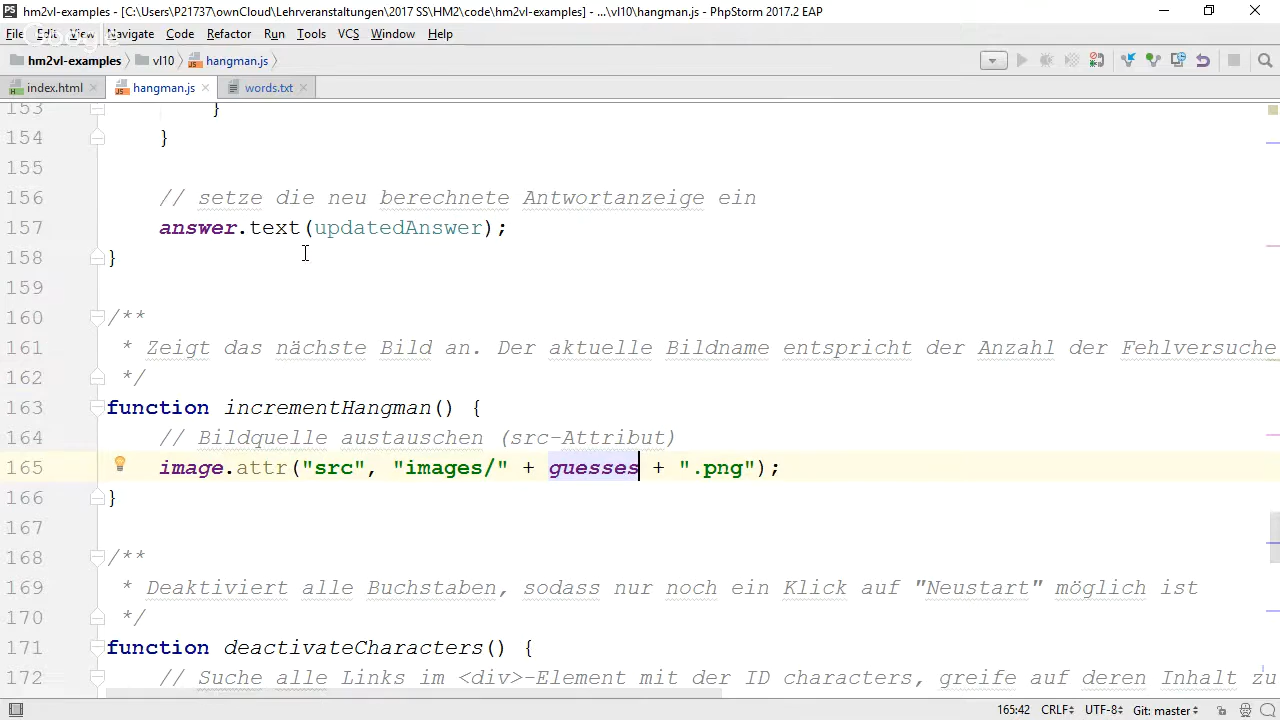 hm2vl-examples - [C:\Users\P21737\ownCloud\Lehrveranstaltungen\2017 SS\HM2\code\hm2vl-examples] - ...\vl10\hangman.js - PhpStorm 2017.2 EAP
File Edit View Navigate Code Refactor Run Tools VCS Window Help
Google
hm2vl-examples vl10 hangman.js
index.html hangman.js words.txt
153 }
154 }
155
156 // setze die neu berechnete Antwortanzeige ein
157 answer.text(updatedAnswer);
158 }
159
160 /**
161 * Zeigt das nächste Bild an. Der aktuelle Bildname entspricht der Anzahl der Fehlversuche
162 */
163 function incrementHangman() {
164 // Bildquelle austauschen (src-Attribut)
165 image.attr("src", "images/" + guesses + ".png");
166 }
167
168 /**
169 * Deaktiviert alle Buchstaben, sodass nur noch ein Klick auf "Neustart" möglich ist
170 */
171 function deactivateCharacters() {
172 // Suche alle Links im <div>-Element mit der ID characters, greife auf deren Inhalt zu
165:42 CRLF UTF-8 Git: master